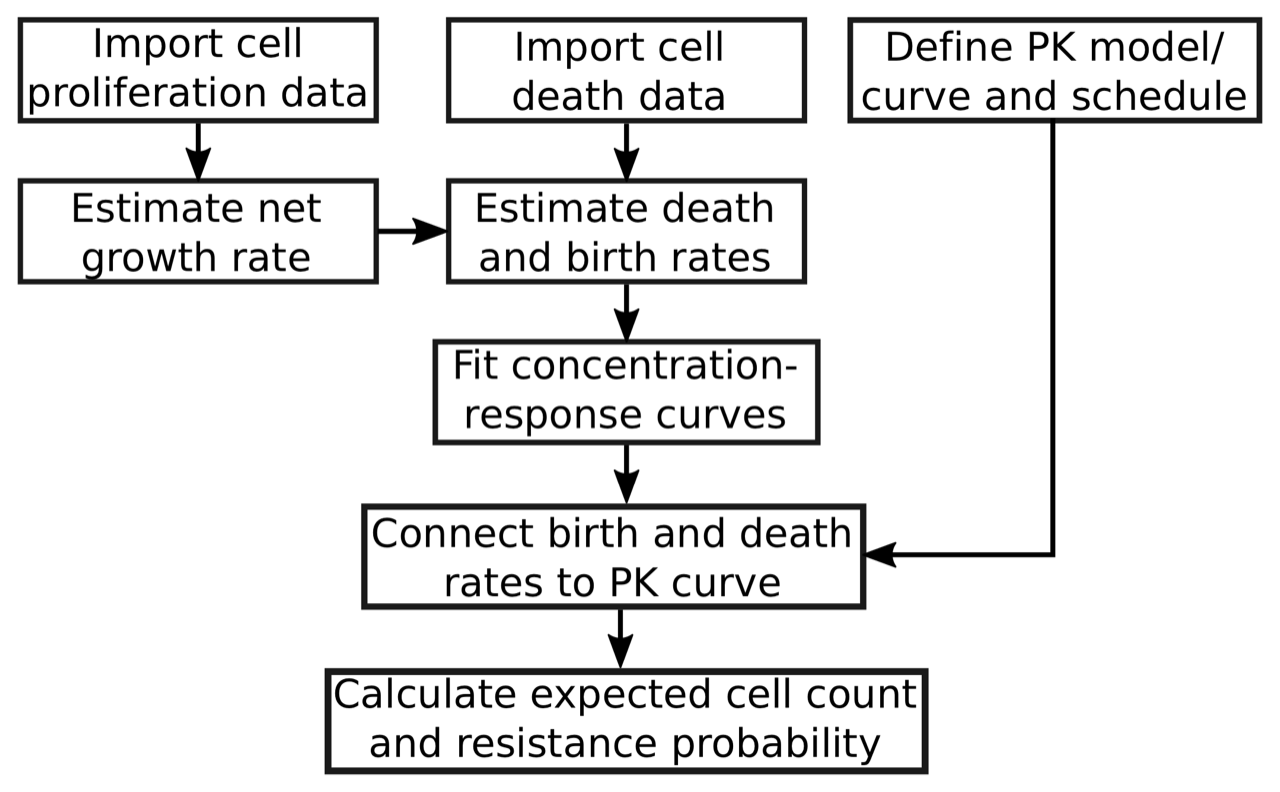 Import cell
proliferation data
Import cell
death data
Define PK model/
curve and schedule
Estimate net
growth rate
Estimate death
and birth rates
Fit concentration-
response curves
Connect birth and death
rates to PK curve
Calculate expected cell count
and resistance probability